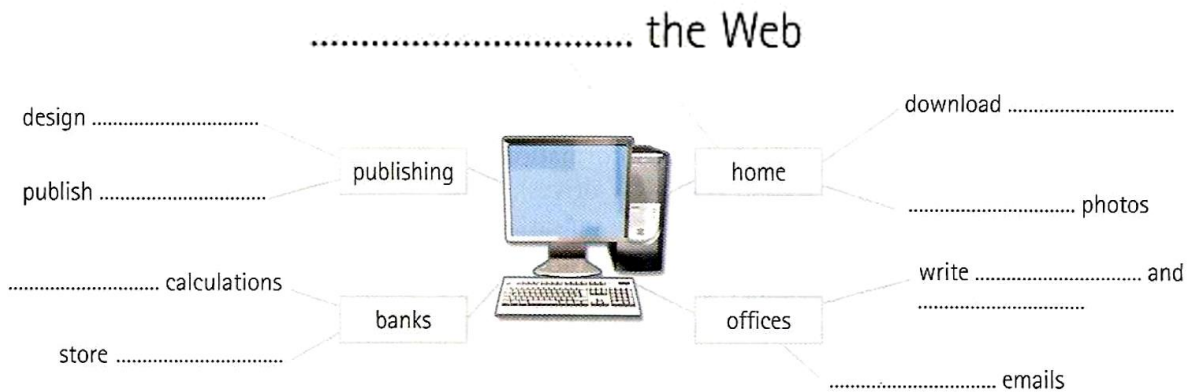 .............................. the Web
design ..............................
publish ..............................
publishing
home
download ..............................
.............................. photos
.............................. calculations
store ..............................
banks
offices
write .............................. and
..............................
.............................. emails